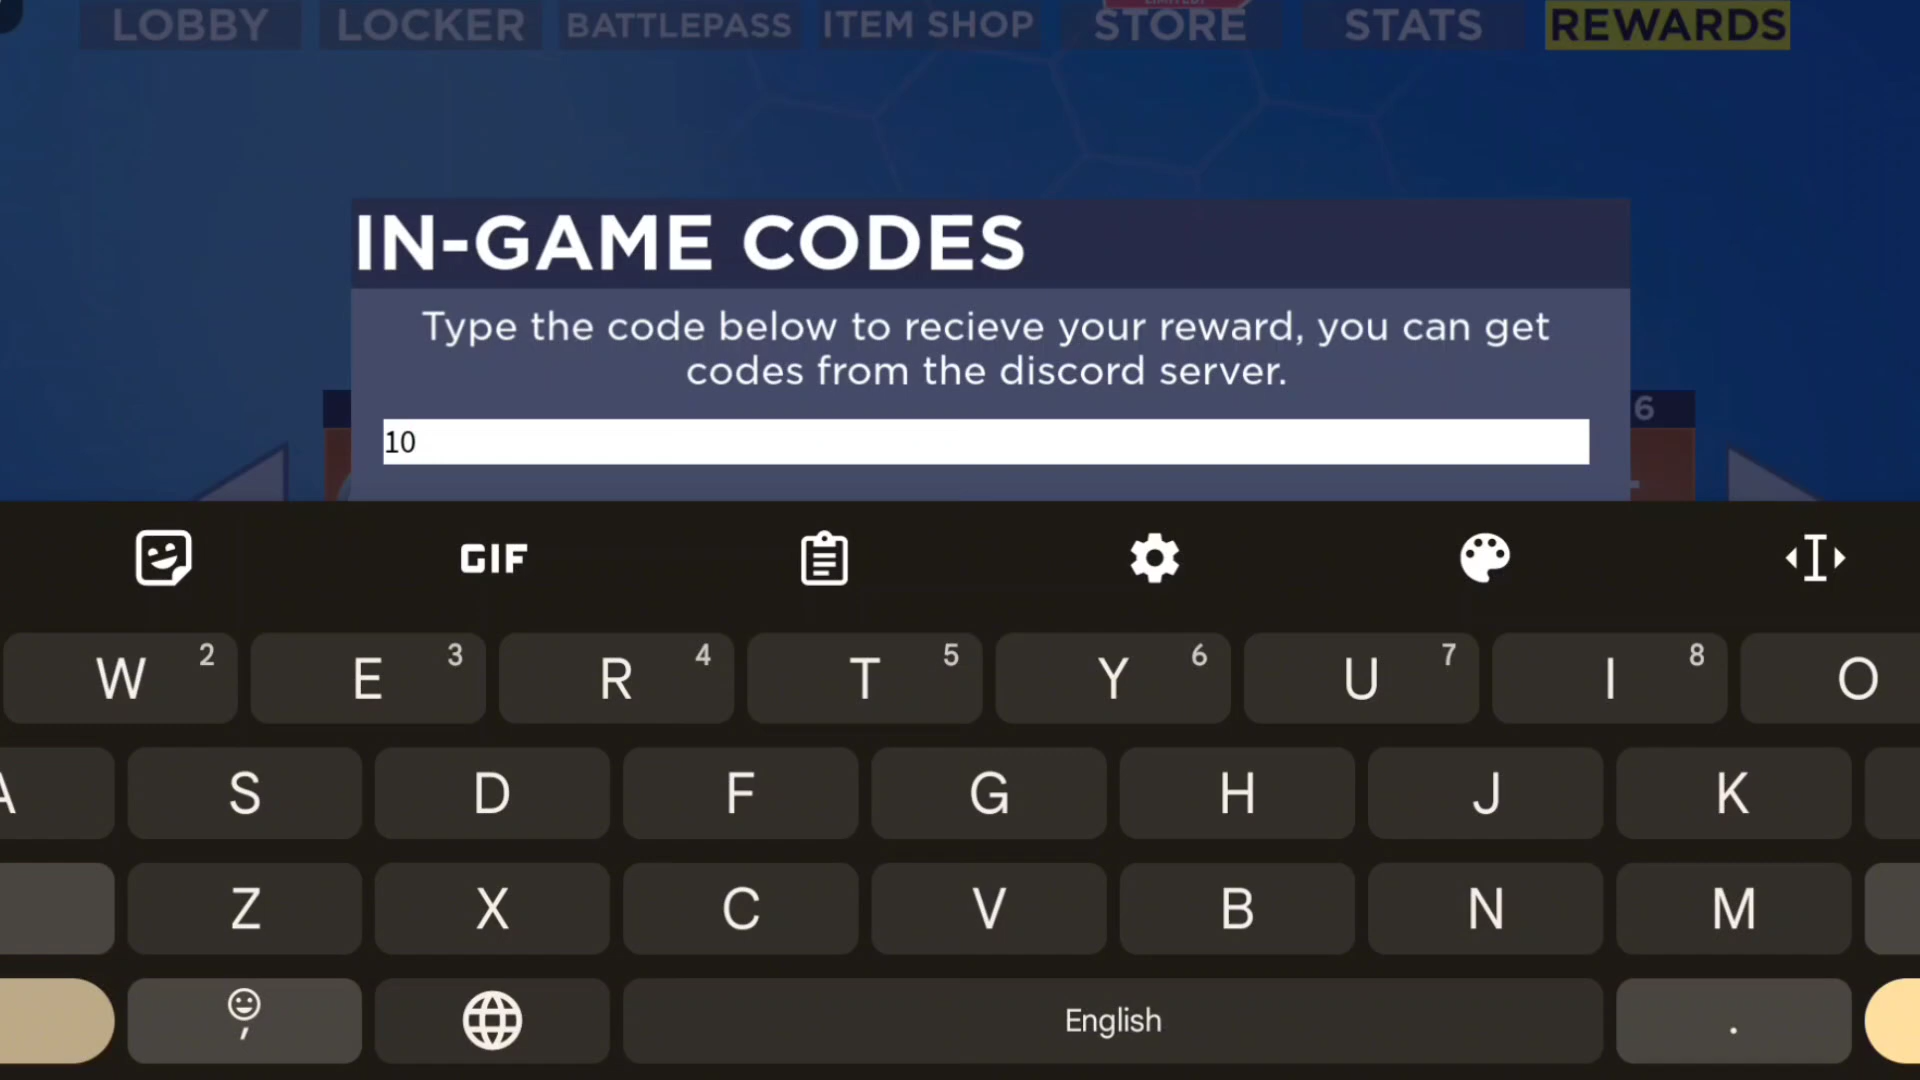 LIMITED!
LOBBY LOCKER BATTLEPASS ITEM SHOP STORE STATS REWARDS
IN-GAME CODES
Type the code below to recieve your reward, you can get
codes from the discord server.
6
10
GIF
W 2 E 3 R 4 T 5 Y 6 U 7 I 8 O
A S D F G H J K
Z X C V B N M
, English .